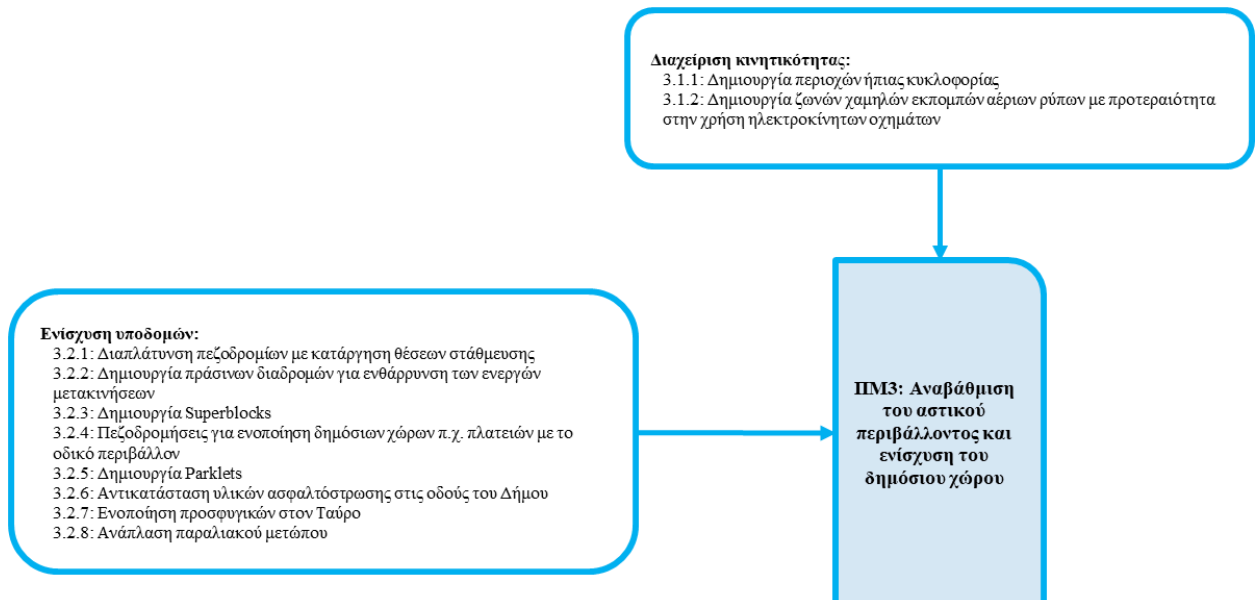 Διαχείριση κινητικότητας:
3.1.1: Δημιουργία περιοχών ήπιας κυκλοφορίας
3.1.2: Δημιουργία ζωνών χαμηλών εκπομπών αέριων ρύπων με προτεραιότητα
στην χρήση ηλεκτροκίνητων οχημάτων
Ενίσχυση υποδομών:
3.2.1: Διαπλάτυνση πεζοδρομίων με κατάργηση θέσεων στάθμευσης
3.2.2: Δημιουργία πράσινων διαδρομών για ενθάρρυνση των ενεργών
μετακινήσεων
3.2.3: Δημιουργία Superblocks
3.2.4: Πεζοδρομήσεις για ενοποίηση δημόσιων χώρων π.χ. πλατειών με το
οδικό περιβάλλον
3.2.5: Δημιουργία Parklets
3.2.6: Αντικατάσταση υλικών ασφαλτόστρωσης στις οδούς του Δήμου
3.2.7: Ενοποίηση προσφυγικών στον Ταύρο
3.2.8: Ανάπλαση παραλιακού μετώπου
ΠΜ3: Αναβάθμιση
του αστικού
περιβάλλοντος και
ενίσχυση του
δημόσιου χώρου